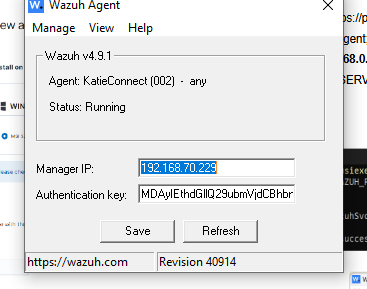 Wazuh Agent
Manage View Help
Wazuh v4.9.1
Agent: KatieConnect (002) - any
Status: Running
Manager IP: 192.168.70.229
Authentication key:
Save Refresh
https://wazuh.com Revision 40914